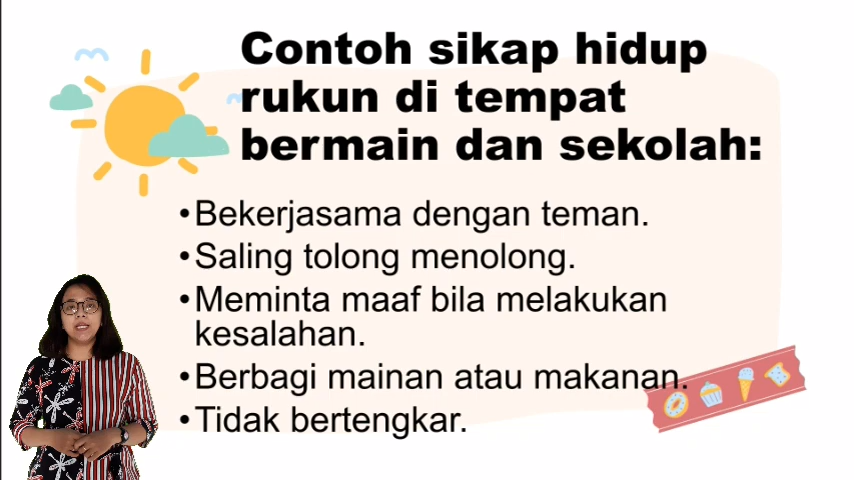 Contoh sikap hidup
rukun di tempat
bermain dan sekolah:
•Bekerjasama dengan teman.
•Saling tolong menolong.
•Meminta maaf bila melakukan
kesalahan.
•Berbagi mainan atau makanan.
•Tidak bertengkar.